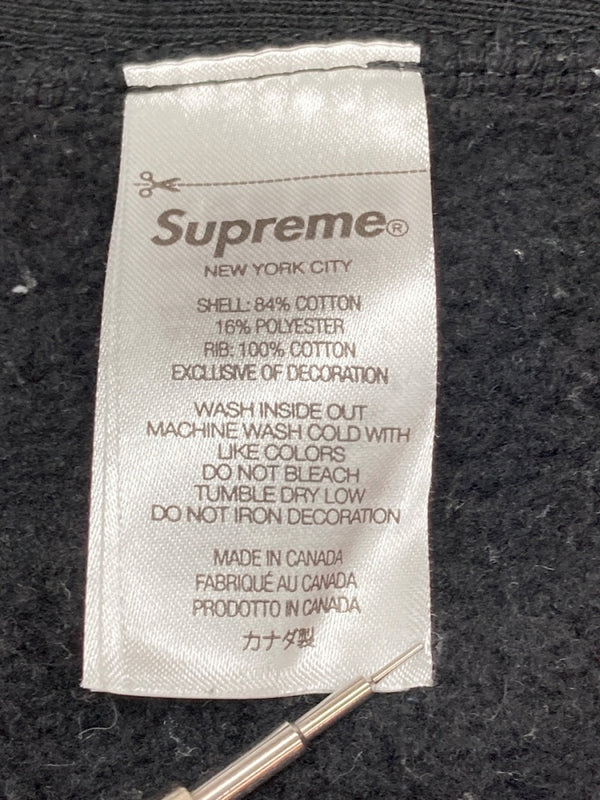 Supreme®
NEW YORK CITY
SHELL: 84% COTTON
16% POLYESTER
RIB: 100% COTTON
EXCLUSIVE OF DECORATION
WASH INSIDE OUT
MACHINE WASH COLD WITH
LIKE COLORS
DO NOT BLEACH
TUMBLE DRY LOW
DO NOT IRON DECORATION
MADE IN CANADA
FABRIQUÉ AU CANADA
PRODOTTO IN CANADA
カナダ製